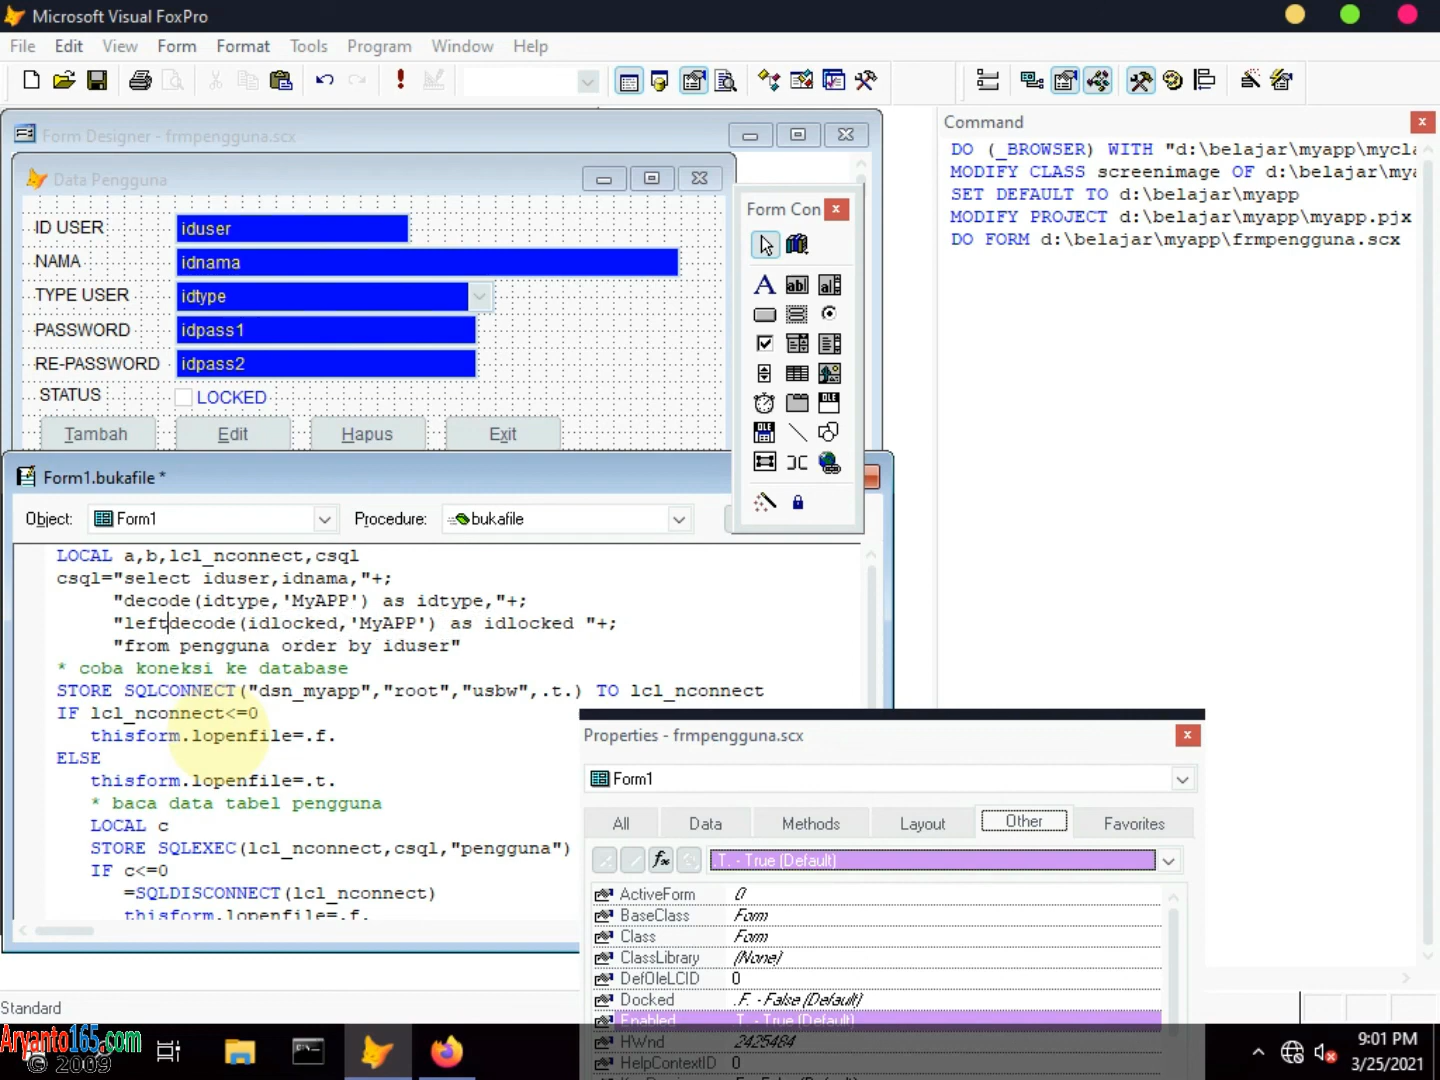 Microsoft Visual FoxPro
File Edit View Form Format Tools Program Window Help
Form Designer - frmpengguna.scx
Data Pengguna
ID USER iduser
NAMA idnama
TYPE USER idtype
PASSWORD idpass1
RE-PASSWORD idpass2
STATUS LOCKED
Tambah Edit Hapus Exit
Form Con
Command
DO (_BROWSER) WITH "d:\belajar\myapp\mycla
MODIFY CLASS screenimage OF d:\belajar\myap
SET DEFAULT TO d:\belajar\myapp
MODIFY PROJECT d:\belajar\myapp\myapp.pjx
DO FORM d:\belajar\myapp\frmpengguna.scx
Form1.bukafile *
Object: Form1 Procedure: bukafile
LOCAL a,b,lcl_nconnect,csql
csql="select iduser,idnama,"+;
"decode(idtype,'MyAPP') as idtype,"+;
"leftdecode(idlocked,'MyAPP') as idlocked "+;
"from pengguna order by iduser"
* coba koneksi ke database
STORE SQLCONNECT("dsn_myapp","root","usbw",.t.) TO lcl_nconnect
IF lcl_nconnect<=0
thisform.lopenfile=.f.
ELSE
thisform.lopenfile=.t.
* baca data tabel pengguna
LOCAL c
STORE SQLEXEC(lcl_nconnect,csql,"pengguna")
IF c<=0
=SQLDISCONNECT(lcl_nconnect)
thisform.lopenfile=.f.
Properties - frmpengguna.scx
Form1
All Data Methods Layout Other Favorites
.T. - True (Default)
ActiveForm 0
BaseClass Form
Class Form
ClassLibrary (None)
DefOleLCID 0
Docked .F. - False (Default)
Enabled .T. - True (Default)
HWnd 2425484
HelpContextID 0
Standard
Aryanto165.com
© 2009
9:01 PM
3/25/2021